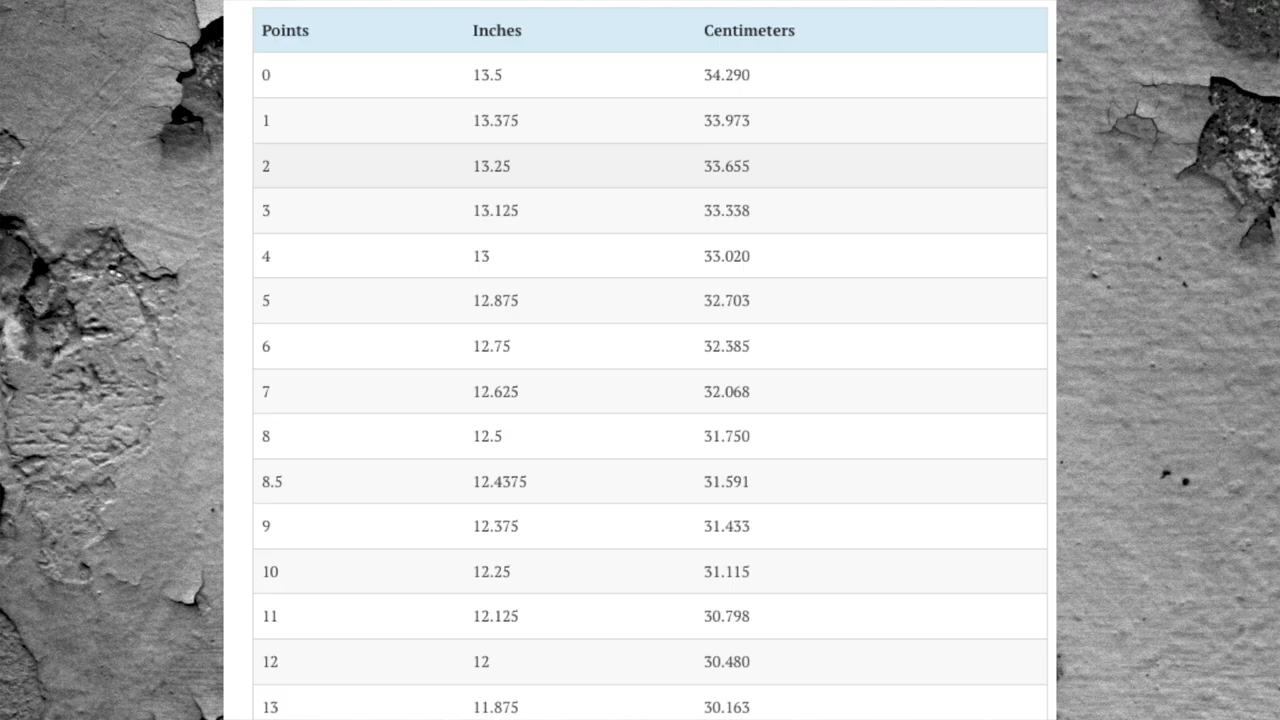 Points Inches Centimeters
0 13.5 34.290
1 13.375 33.973
2 13.25 33.655
3 13.125 33.338
4 13 33.020
5 12.875 32.703
6 12.75 32.385
7 12.625 32.068
8 12.5 31.750
8.5 12.4375 31.591
9 12.375 31.433
10 12.25 31.115
11 12.125 30.798
12 12 30.480
13 11.875 30.163